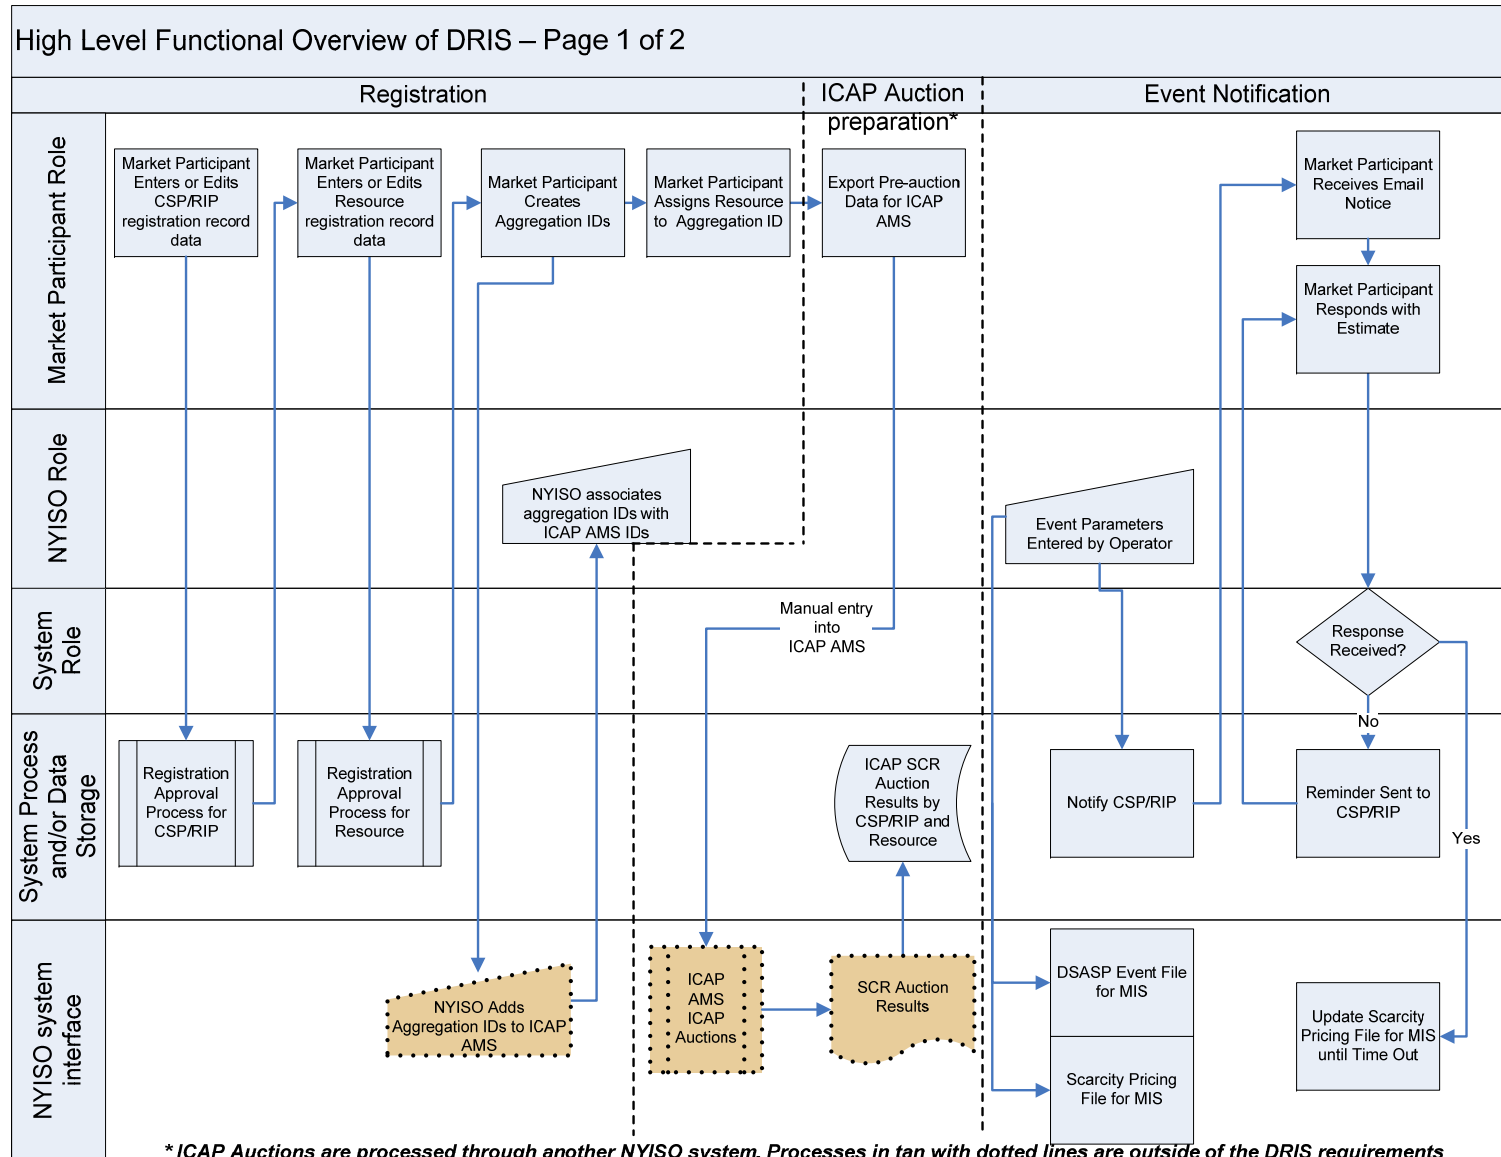 High Level Functional Overview of DRIS – Page 1 of 2
Registration
ICAP Auction
preparation*
Event Notification
Market Participant Role
Market Participant
Enters or Edits
CSP/RIP
registration record
data
Market Participant
Enters or Edits
Resource
registration record
data
Market Participant
Creates
Aggregation IDs
Market Participant
Assigns Resource
to Aggregation ID
Export Pre-auction
Data for ICAP
AMS
Market Participant
Receives Email
Notice
Market Participant
Responds with
Estimate
NYISO Role
NYISO associates
aggregation IDs with
ICAP AMS IDs
Event Parameters
Entered by Operator
System
Role
Manual entry
into
ICAP AMS
Response
Received?
No
Yes
System Process
and/or Data
Storage
Registration
Approval
Process for
CSP/RIP
Registration
Approval
Process for
Resource
ICAP SCR
Auction
Results by
CSP/RIP and
Resource
Notify CSP/RIP
Reminder Sent to
CSP/RIP
NYISO system
interface
NYISO Adds
Aggregation IDs to ICAP
AMS
ICAP
AMS
ICAP
Auctions
SCR Auction
Results
DSASP Event File
for MIS
Scarcity Pricing
File for MIS
Update Scarcity
Pricing File for MIS
until Time Out
* ICAP Auctions are processed through another NYISO system. Processes in tan with dotted lines are outside of the DRIS requirements